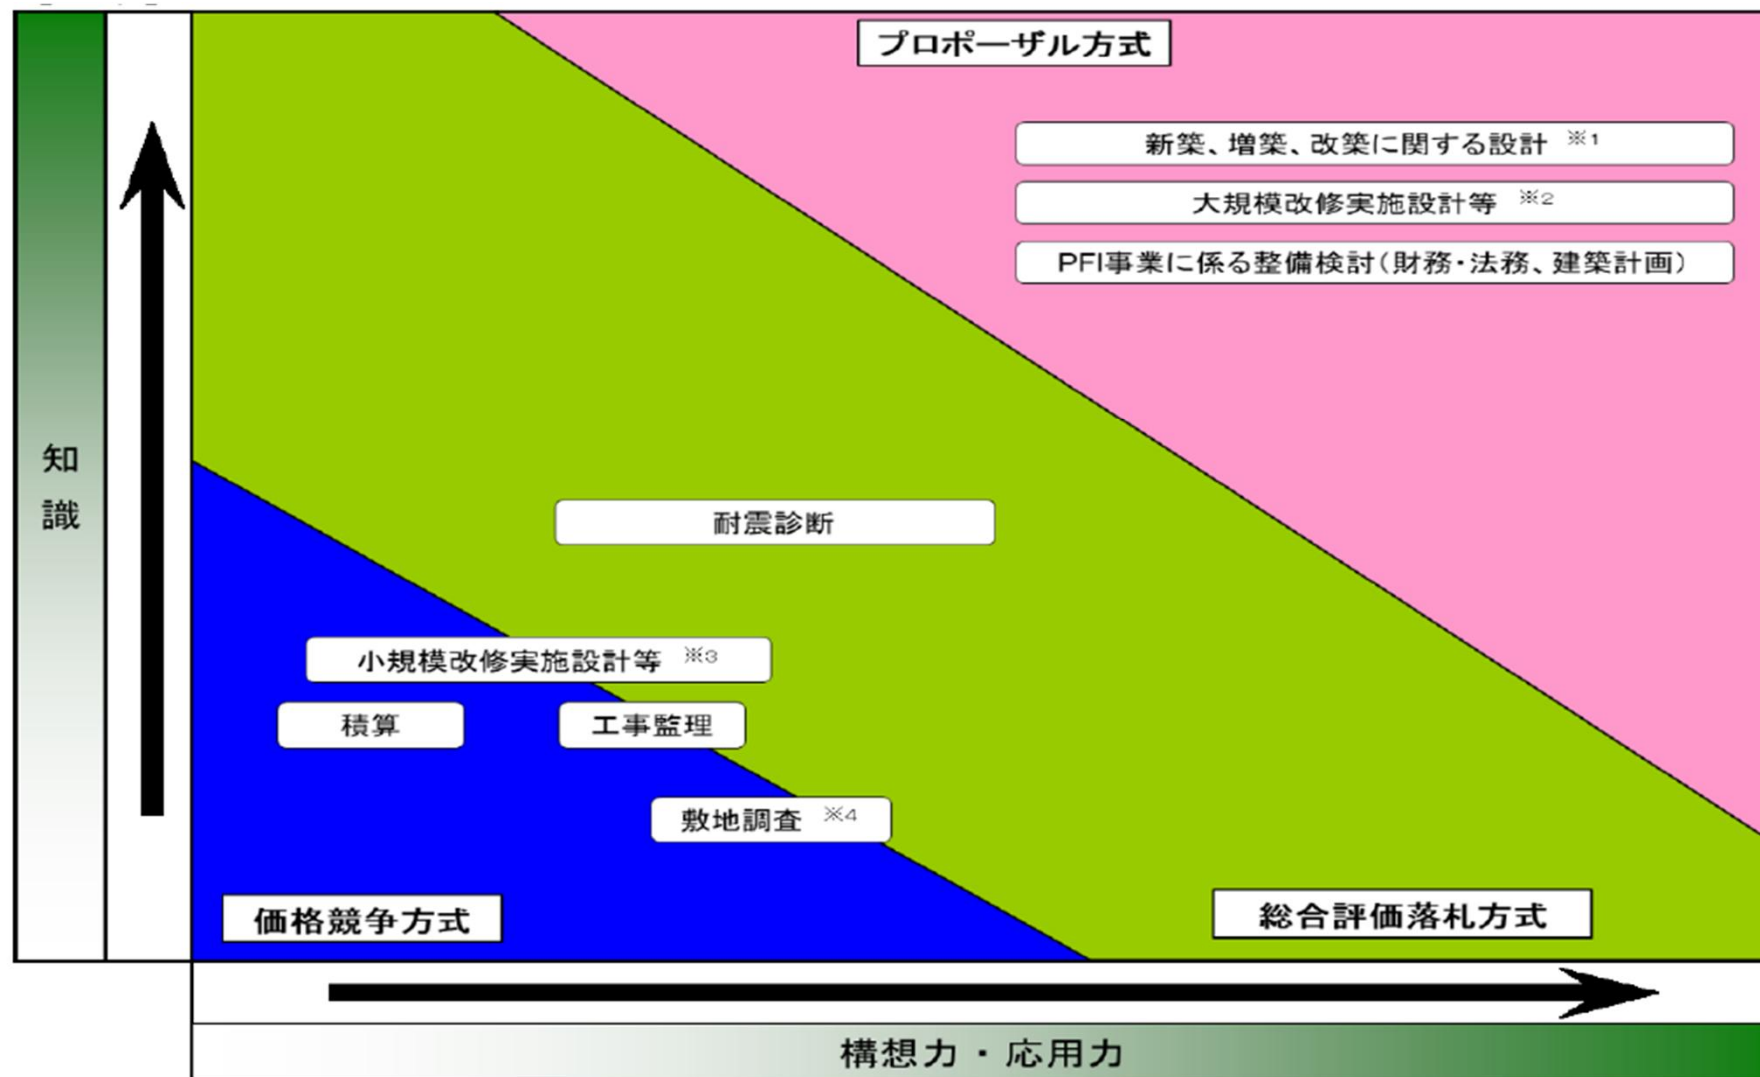 プロポーザル方式
新築、増築、改築に関する設計 ※1
大規模改修実施設計等 ※2
PFI事業に係る整備検討(財務・法務、建築計画)
知
識
耐震診断
小規模改修実施設計等 ※3
積算
工事監理
敷地調査 ※4
価格競争方式
総合評価落札方式
構想力・応用力